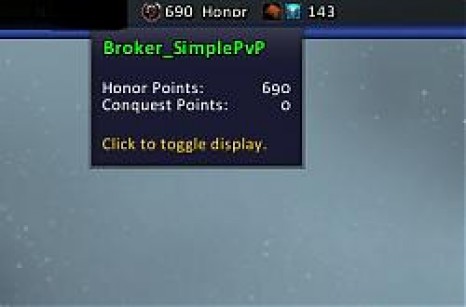 690 Honor 143
Broker_SimplePvP
Honor Points: 690
Conquest Points: 0
Click to toggle display.